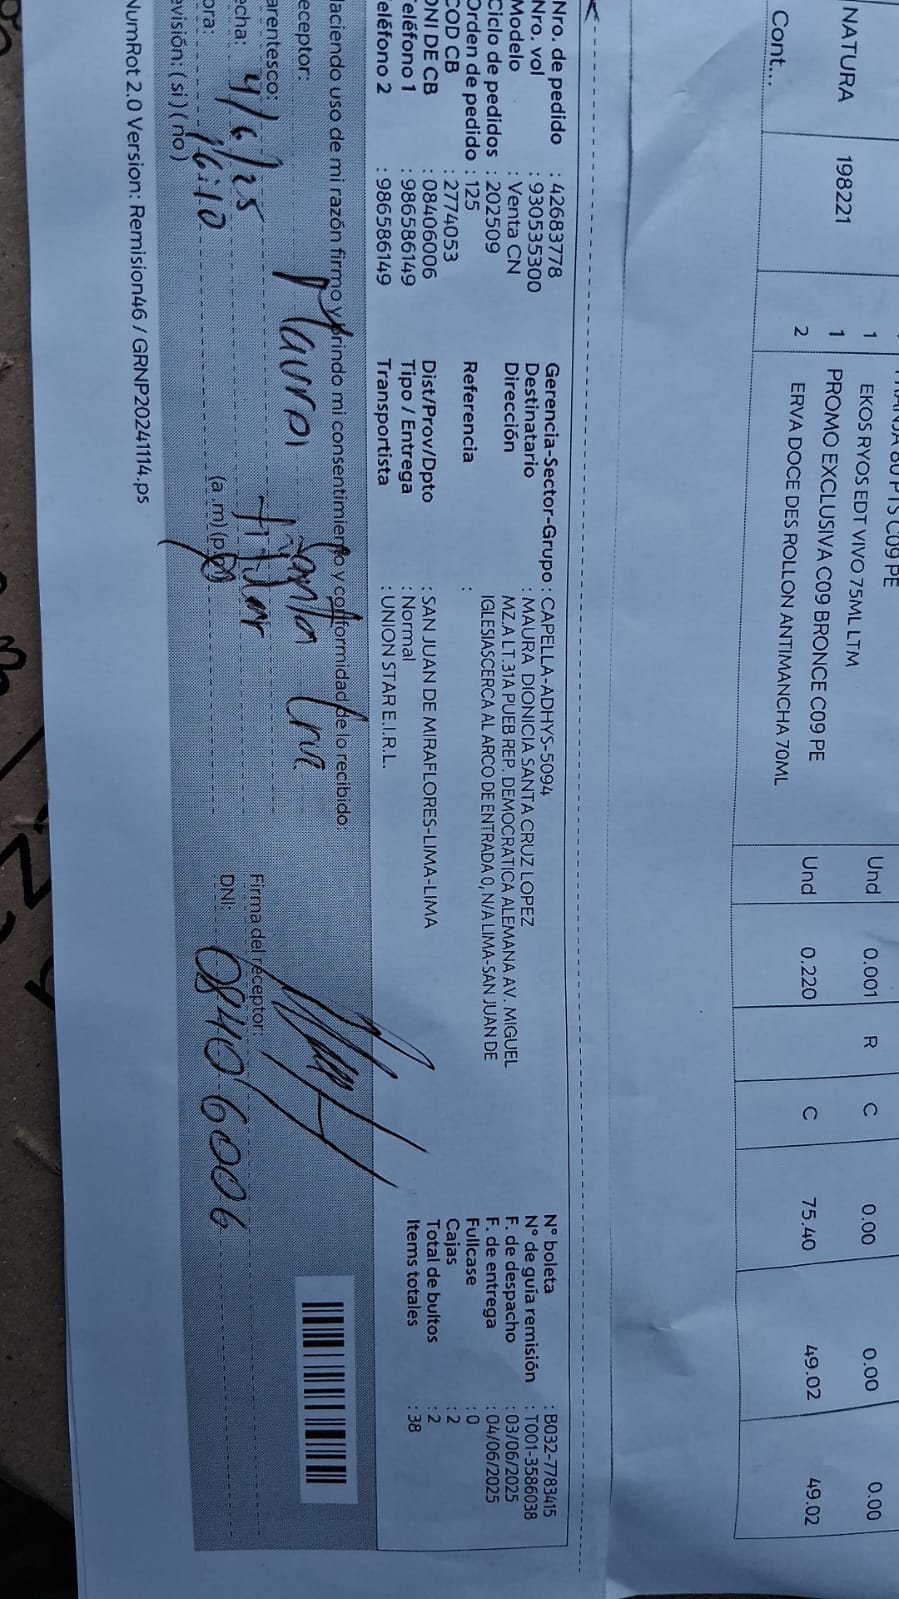 EKOS RYOS EDT VIVO 75ML LTM
NATURA 198221 1 PROMO EXCLUSIVA C09 BRONCE C09 PE Und 0.001 R C 0.00 0.00 0.00
2 ERVA DOCE DES ROLLON ANTIMANCHA 70ML Und 0.220 C 75.40 49.02 49.02
Cont...
Nro. de pedido : 42683778 Gerencia-Sector-Grupo : CAPELLA-ADHYS-5094 N° boleta : B032-7783415
Nro. vol : 930535300 Destinatario : MAURA DIONICIA SANTA CRUZ LOPEZ N° de guía remisión : T001-3586038
Modelo : Venta CN Dirección MZ.A LT.31A PUEB REP. DEMOCRATICA ALEMANA AV. MIGUEL F. de despacho : 03/06/2025
Ciclo de pedidos : 202509 IGLESIASCERCA AL ARCO DE ENTRADA 0, N/A LIMA-SAN JUAN DE F. de entrega : 04/06/2025
Orden de pedido : 125 Referencia : Fullcase : 0
COD CB : 2774053 Cajas : 2
DNI DE CB : 08406006 Dist/Prov/Dpto : SAN JUAN DE MIRAFLORES-LIMA-LIMA Total de bultos : 2
Teléfono 1 : 986586149 Tipo / Entrega : Normal Items totales : 38
Teléfono 2 : 986586149 Transportista : UNION STAR E.I.R.L.
Haciendo uso de mi razón firmo y brindo mi consentimiento y conformidad de lo recibido:
eceptor: Maura Santa Cruz Firma del receptor:
arentesco: titular DNI: 08406006
echa: 4/6/25
ora: 16:10 (a.m)(p.m)
evisión: (si) (no)
NumRot 2.0 Version: Remision46 / GRNP20241114.ps